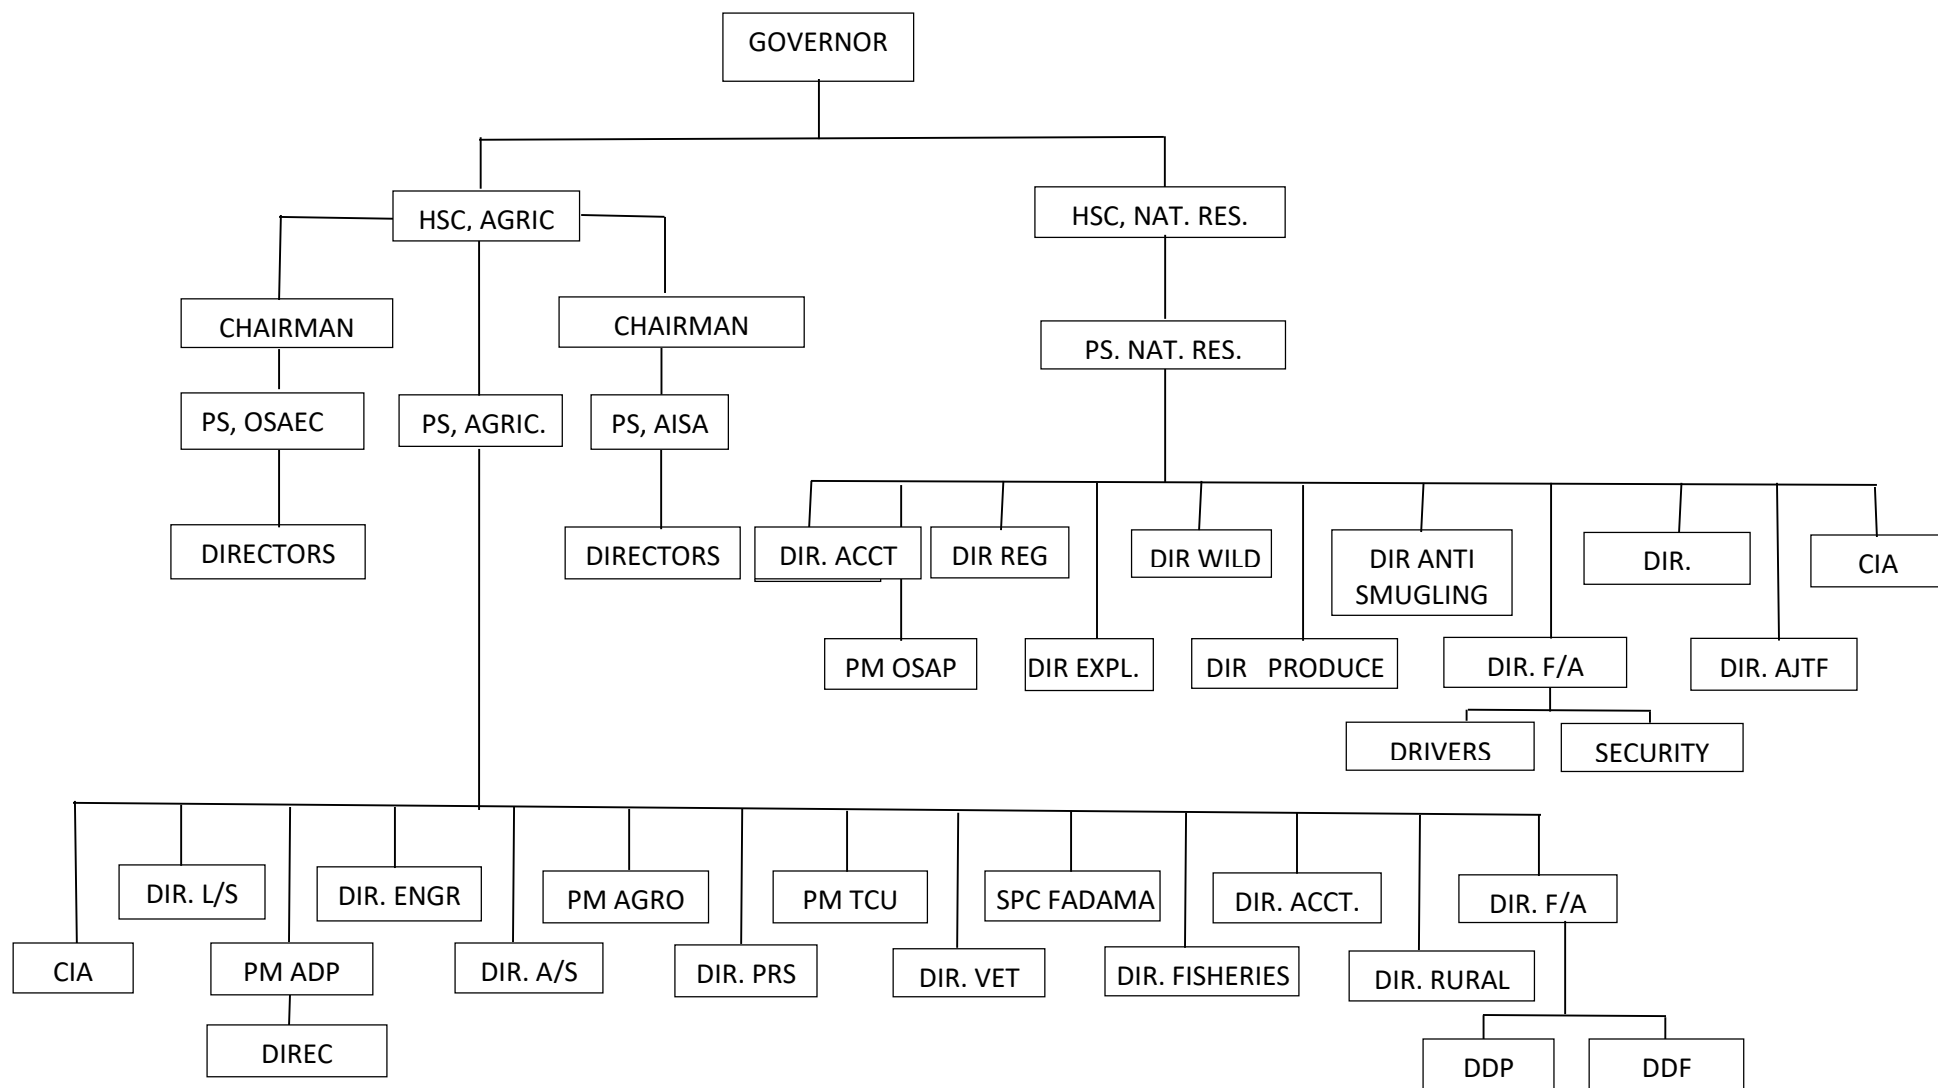 GOVERNOR
HSC, AGRIC
HSC, NAT. RES.
CHAIRMAN
CHAIRMAN
PS. NAT. RES.
PS, OSAEC
PS, AGRIC.
PS, AISA
DIRECTORS
DIRECTORS
DIR. ACCT
DIR REG
DIR WILD
DIR ANTI
SMUGLING
DIR.
CIA
PM OSAP
DIR EXPL.
DIR PRODUCE
DIR. F/A
DIR. AJTF
DRIVERS
SECURITY
DIR. L/S
DIR. ENGR
PM AGRO
PM TCU
SPC FADAMA
DIR. ACCT.
DIR. F/A
CIA
PM ADP
DIR. A/S
DIR. PRS
DIR. VET
DIR. FISHERIES
DIR. RURAL
DIREC
DDP
DDF